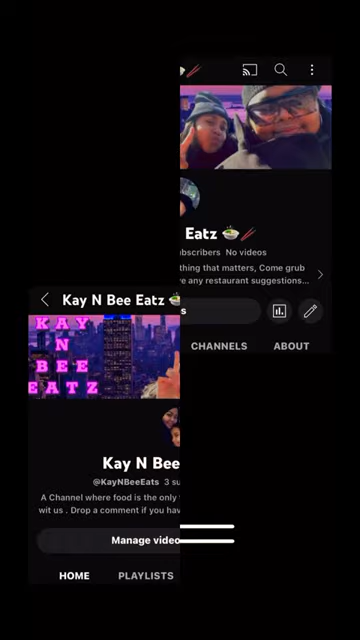 Eatz 🍜🥢
ubscribers No videos
thing that matters, Come grub
ve any restaurant suggestions...
s
CHANNELS ABOUT
Kay N Bee Eatz
KAY
N
BEE
EATZ
Kay N Bee
@KayNBeeEats 3 su
A Channel where food is the only
wit us . Drop a comment if you hav
Manage video
HOME PLAYLISTS